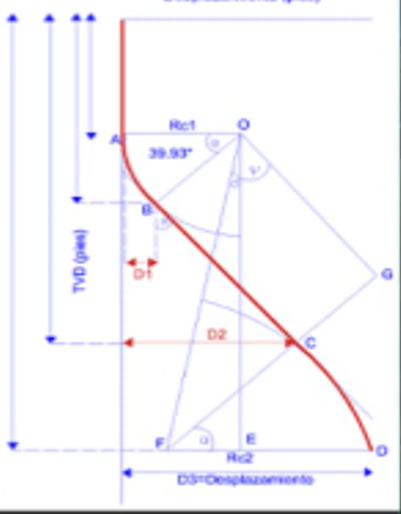 Rc1
O
A
α
39.93°
ψ
B
TVD (pies)
D1
G
D2
C
F
α
E
D
Rc2
D3=Desplazamiento